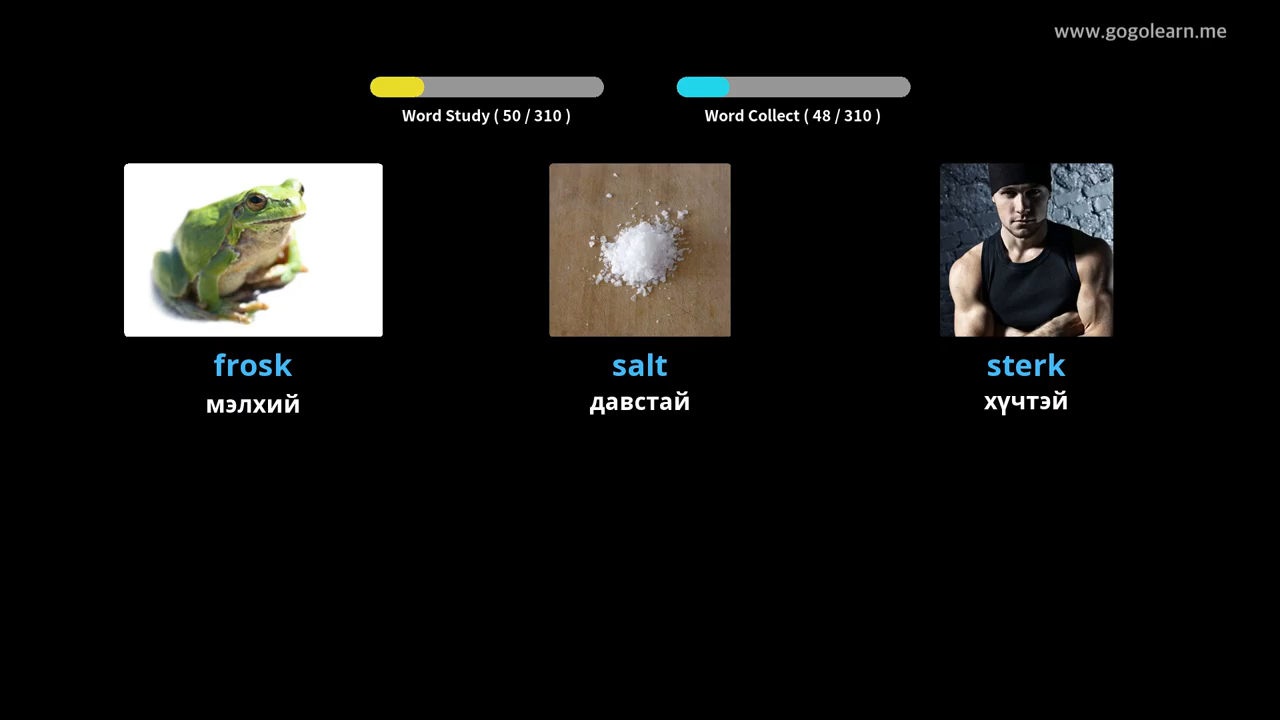 www.gogolearn.me
Word Study ( 50 / 310 )
Word Collect ( 48 / 310 )
frosk
salt
sterk
мэлхий
давстай
хүчтэй